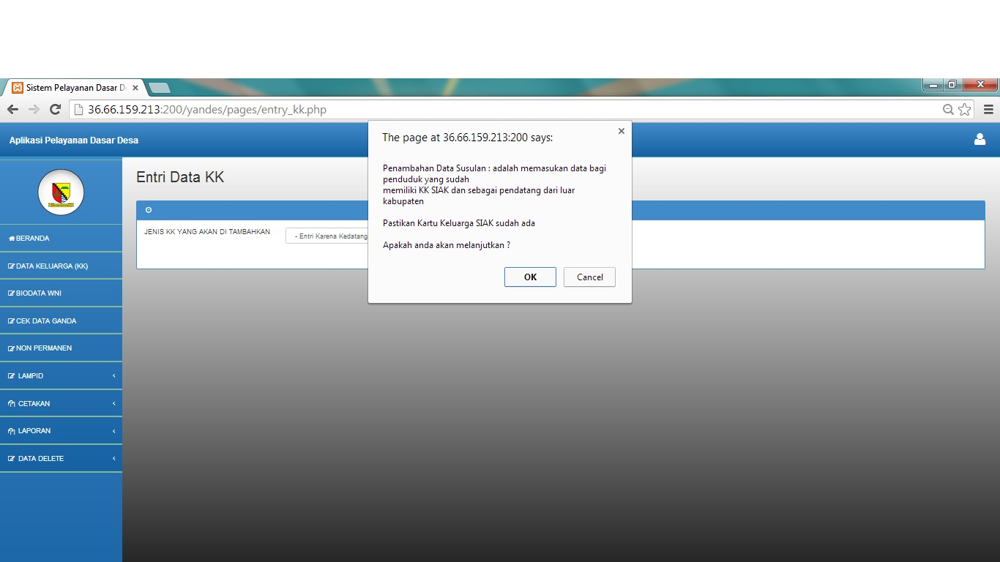 Sistem Pelayanan Dasar D
36.66.159.213:200/yandes/pages/entry_kk.php
Aplikasi Pelayanan Dasar Desa
The page at 36.66.159.213:200 says:
Penambahan Data Susulan : adalah memasukan data bagi
penduduk yang sudah
memiliki KK SIAK dan sebagai pendatang dari luar
kabupaten
Pastikan Kartu Keluarga SIAK sudah ada
Apakah anda akan melanjutkan ?
OK
Cancel
Entri Data KK
JENIS KK YANG AKAN DI TAMBAHKAN
- Entri Karena Kedatang
BERANDA
DATA KELUARGA (KK)
BIODATA WNI
CEK DATA GANDA
NON PERMANEN
LAMPID
CETAKAN
LAPORAN
DATA DELETE